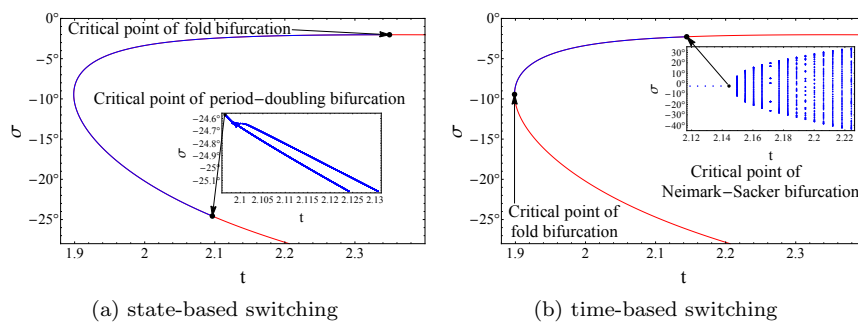 0°
Critical point of fold bifurcation
-5°
-10°
Critical point of period-doubling bifurcation
-24.6°
-24.7°
-24.9°
-25.°
-25.1°
σ
2.1 2.105 2.11 2.115 2.12 2.125 2.13
t
σ
-15°
-20°
-25°
1.9 2 2.1 2.2 2.3
t
(a) state-based switching
0°
-5°
-10°
-15°
-20°
-25°
σ
30°
20°
10°
0°
-10°
-20°
-30°
-40°
σ
2.12 2.14 2.16 2.18 2.2 2.22
t
Critical point of
Neimark-Sacker bifurcation
Critical point of
fold bifurcation
1.9 2 2.1 2.2 2.3
t
(b) time-based switching